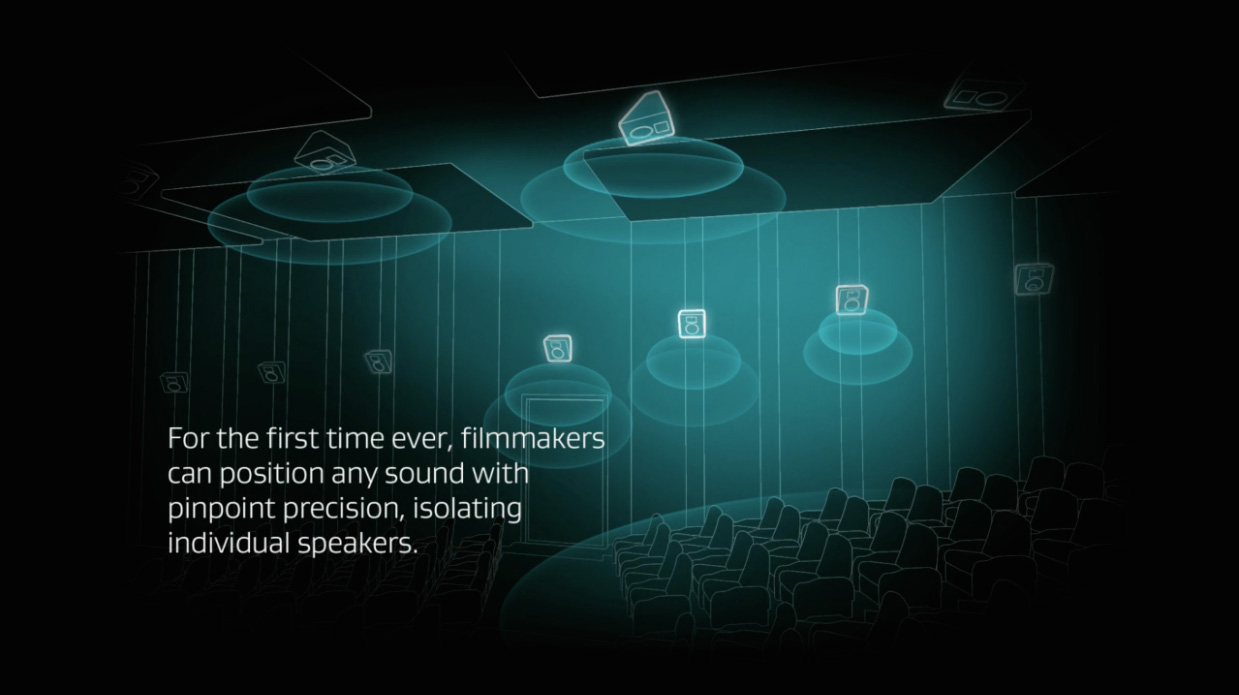 For the first time ever, filmmakers
can position any sound with
pinpoint precision, isolating
individual speakers.